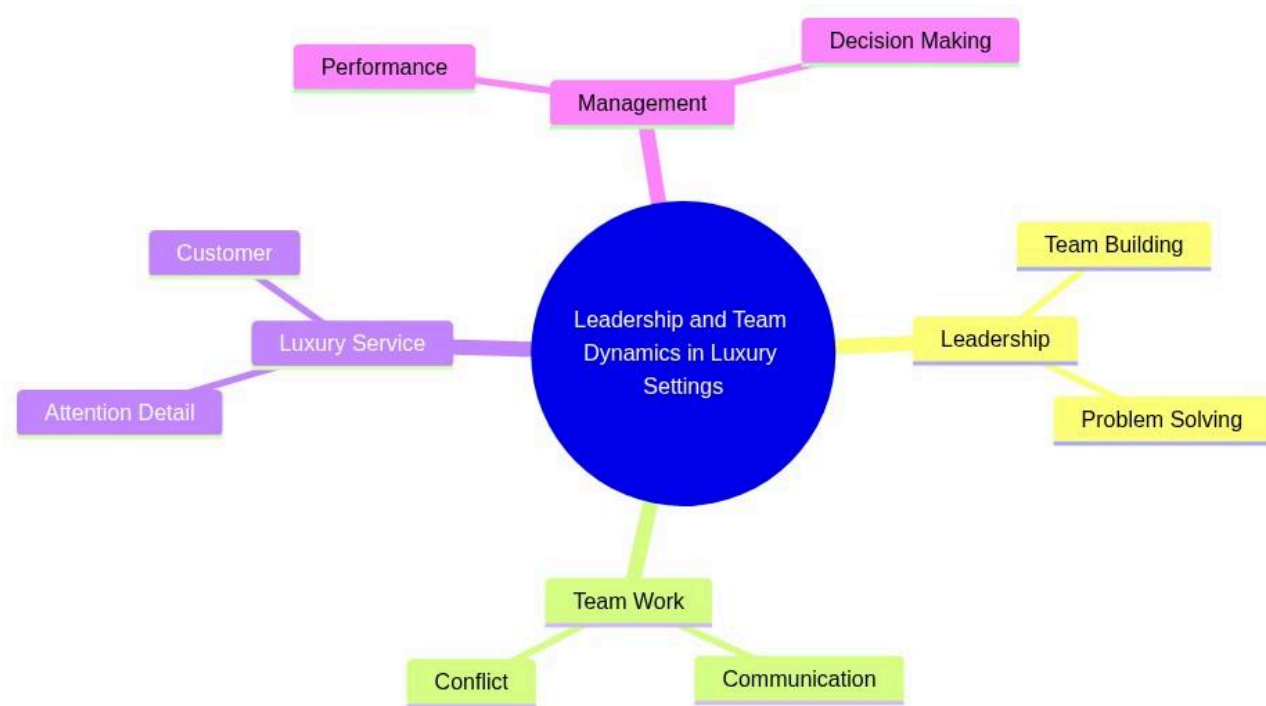 Decision Making
Performance
Management
Customer
Team Building
Luxury Service
Leadership and Team
Dynamics in Luxury
Settings
Leadership
Attention Detail
Problem Solving
Team Work
Conflict
Communication